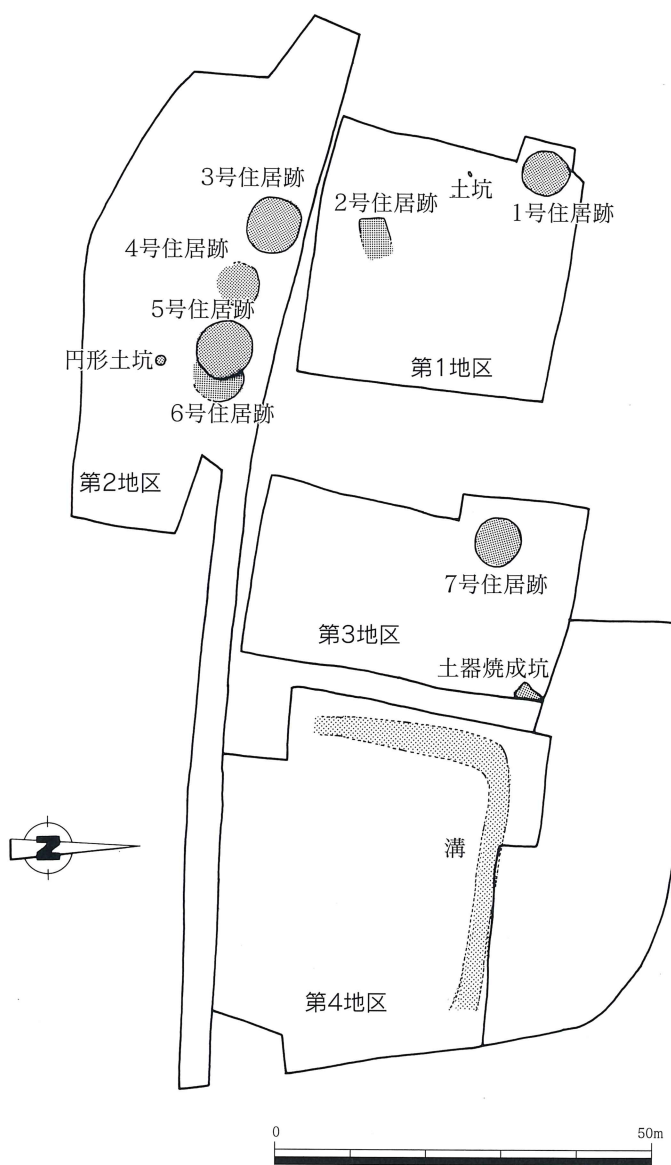 3号住居跡
土坑
2号住居跡
1号住居跡
4号住居跡
5号住居跡
円形土坑
第1地区
6号住居跡
第2地区
7号住居跡
第3地区
土器焼成坑
N
溝
第4地区
0
50m